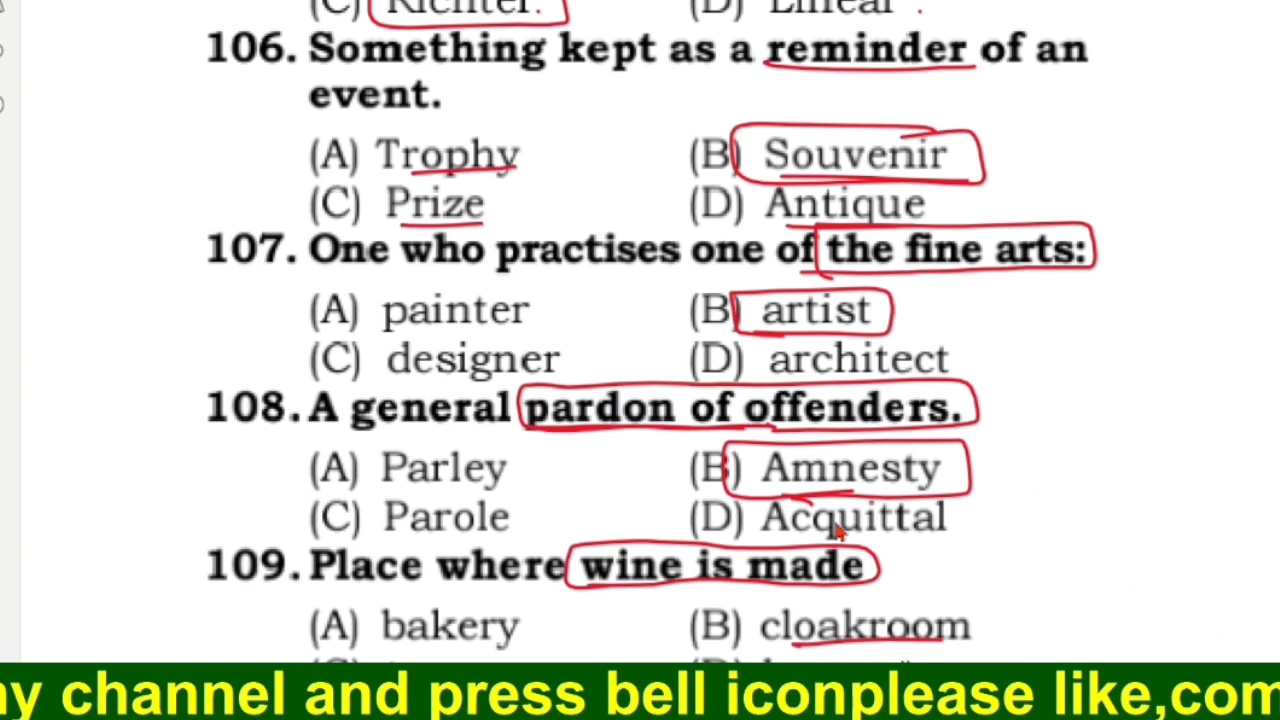 (C) Richter. (D) Linear .
106. Something kept as a reminder of an
event.
(A) Trophy (B) Souvenir
(C) Prize (D) Antique
107. One who practises one of the fine arts:
(A) painter (B) artist
(C) designer (D) architect
108. A general pardon of offenders.
(A) Parley (B) Amnesty
(C) Parole (D) Acquittal
109. Place where wine is made
(A) bakery (B) cloakroom
channel and press bell iconplease like,com